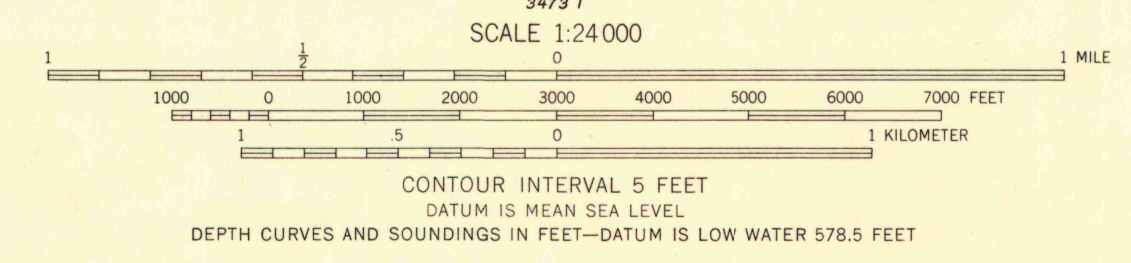 3473 I
SCALE 1:24000
1 1/2 0 1 MILE
1000 0 1000 2000 3000 4000 5000 6000 7000 FEET
1 .5 0 1 KILOMETER
CONTOUR INTERVAL 5 FEET
DATUM IS MEAN SEA LEVEL
DEPTH CURVES AND SOUNDINGS IN FEET—DATUM IS LOW WATER 578.5 FEET